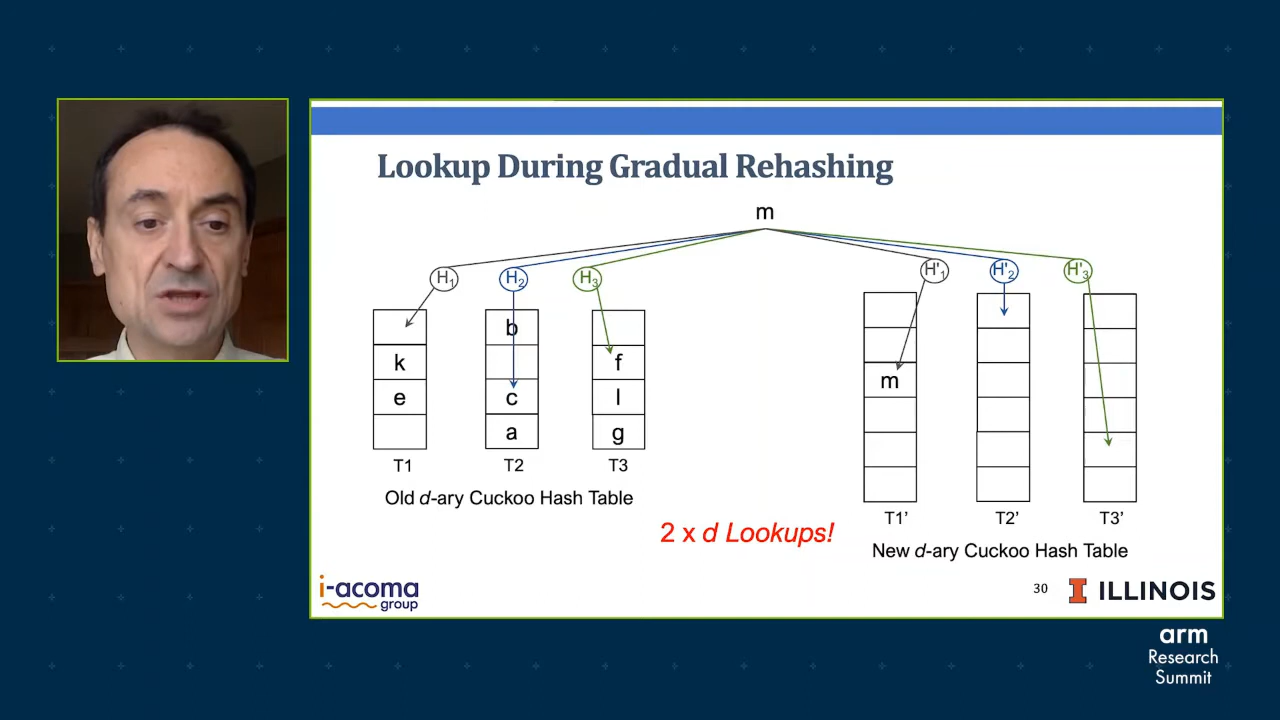 Lookup During Gradual Rehashing
m
H1 H2 H3 H'1 H'2 H'3
b
k f
e c l m
a g
T1 T2 T3
Old d-ary Cuckoo Hash Table
T1’ T2’ T3’
2 x d Lookups!
New d-ary Cuckoo Hash Table
i-acoma
group
30
ILLINOIS
arm
Research
Summit